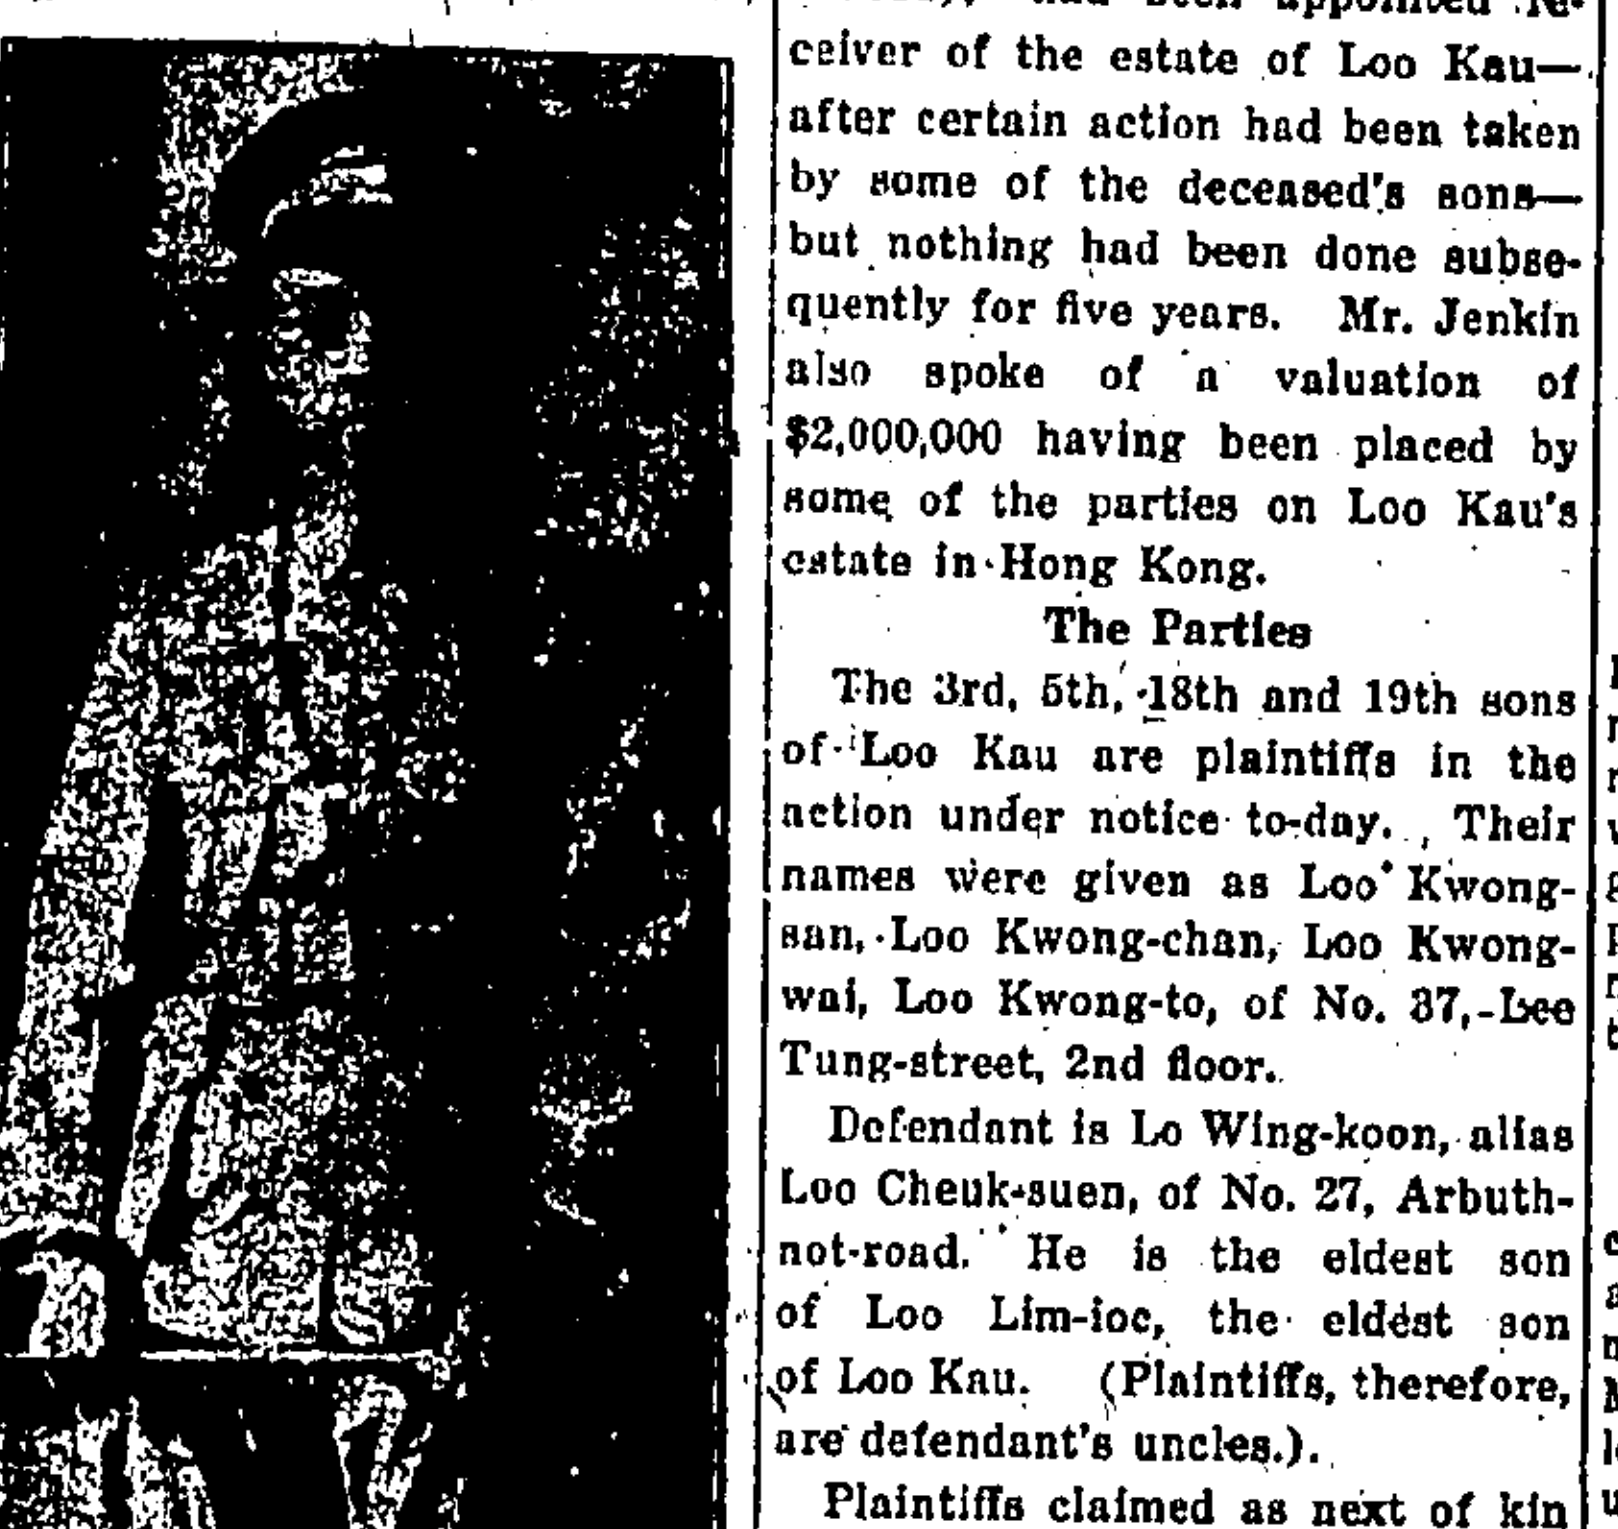 had been appointed re-
ceiver of the estate of Loo Kau—
after certain action had been taken
by some of the deceased's sons—
but nothing had been done subse-
quently for five years. Mr. Jenkin
also spoke of a valuation of
$2,000,000 having been placed by
some of the parties on Loo Kau's
estate in Hong Kong.
The Parties
The 3rd, 5th, 18th and 19th sons
of Loo Kau are plaintiffs in the
action under notice to-day. Their
names were given as Loo Kwong-
san, Loo Kwong-chan, Loo Kwong-
wai, Loo Kwong-to, of No. 37, Lee
Tung-street, 2nd floor.
Defendant is Lo Wing-koon, alias
Loo Cheuk-suen, of No. 27, Arbuth-
not-road. He is the eldest son
of Loo Lim-ioc, the eldest son
of Loo Kau. (Plaintiffs, therefore,
are defendant's uncles.).
Plaintiffs claimed as next of kin